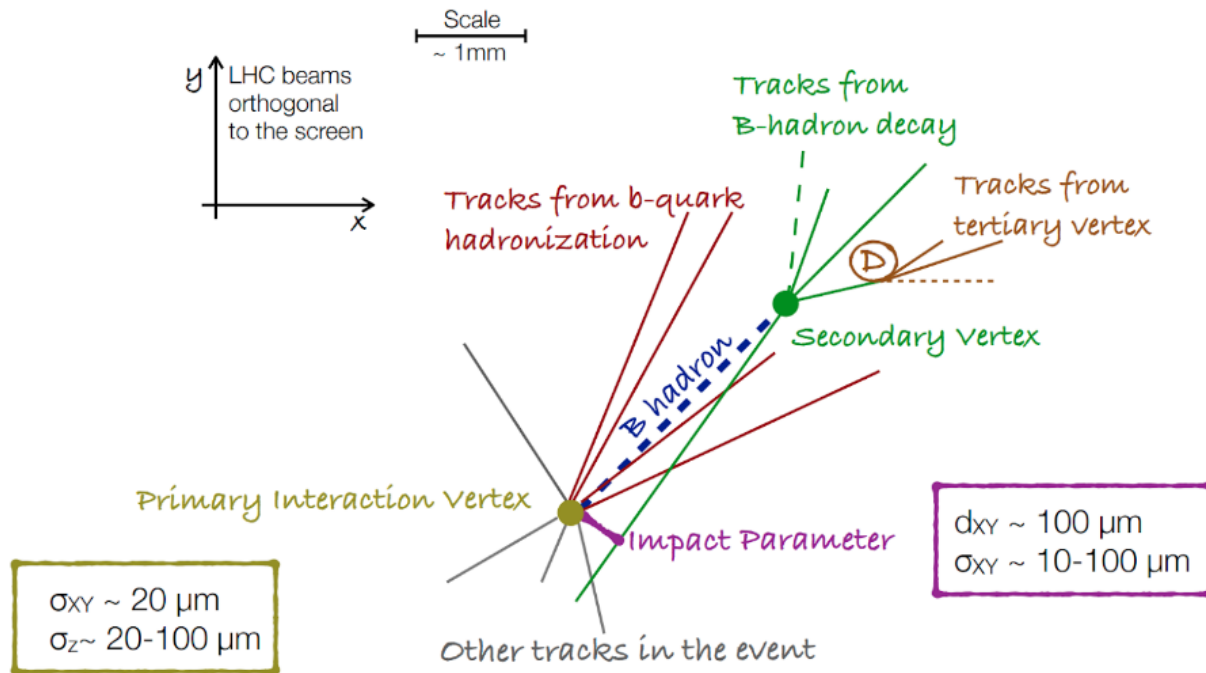 Scale
~ 1mm
y
LHC beams
orthogonal
to the screen
x
Tracks from
B-hadron decay
Tracks from b-quark
hadronization
Tracks from
tertiary vertex
D
Secondary Vertex
B hadron
Primary Interaction Vertex
Impact Parameter
dXY ~ 100 µm
σXY ~ 10-100 µm
σXY ~ 20 µm
σz~ 20-100 µm
Other tracks in the event